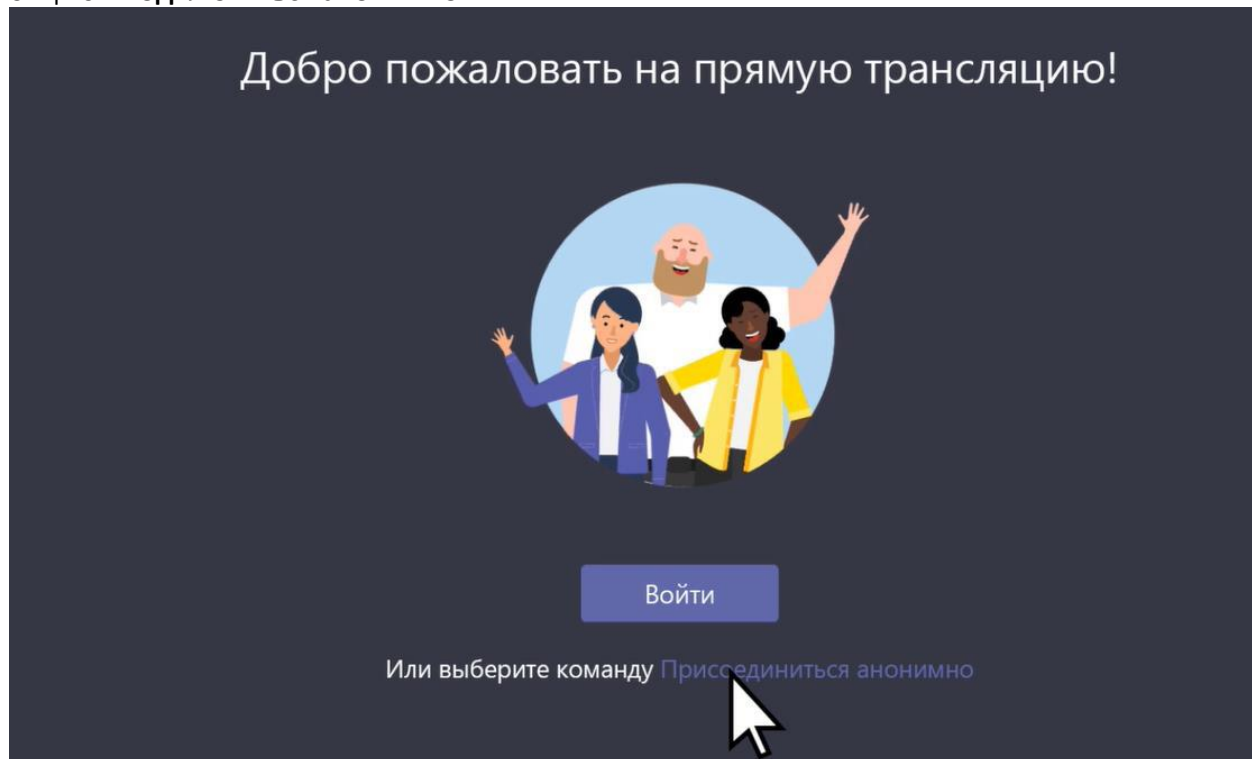 Добро пожаловать на прямую трансляцию!
Войти
Или выберите команду Присоединиться анонимно